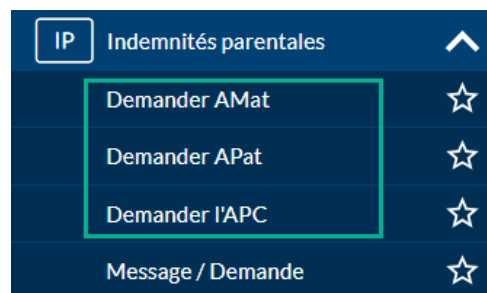 IP Indemnités parentales
Demander AMat
Demander APat
Demander l'APC
Message / Demande